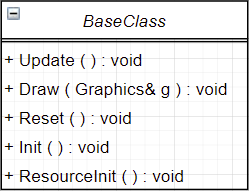 BaseClass
+ Update ( ) : void
+ Draw ( Graphics& g ) : void
+ Reset ( ) : void
+ Init ( ) : void
+ ResourceInit ( ) : void